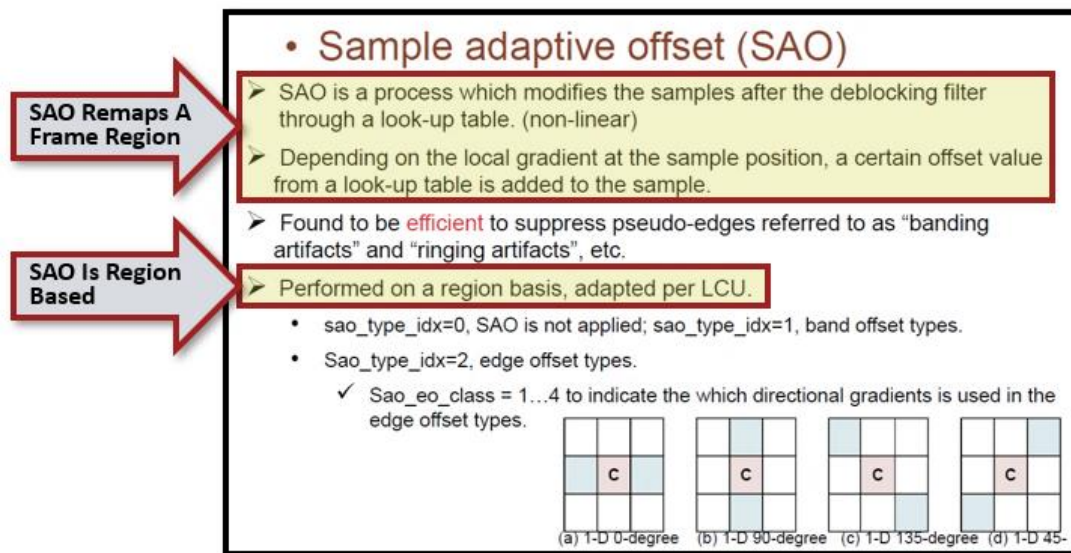 • Sample adaptive offset (SAO)
SAO Remaps A
Frame Region
➢ SAO is a process which modifies the samples after the deblocking filter
through a look-up table. (non-linear)
➢ Depending on the local gradient at the sample position, a certain offset value
from a look-up table is added to the sample.
➢ Found to be efficient to suppress pseudo-edges referred to as “banding
artifacts” and “ringing artifacts”, etc.
SAO Is Region
Based
➢ Performed on a region basis, adapted per LCU.
• sao_type_idx=0, SAO is not applied; sao_type_idx=1, band offset types.
• Sao_type_idx=2, edge offset types.
✓ Sao_eo_class = 1…4 to indicate the which directional gradients is used in the
edge offset types.
C C C C
(a) 1-D 0-degree (b) 1-D 90-degree (c) 1-D 135-degree (d) 1-D 45-